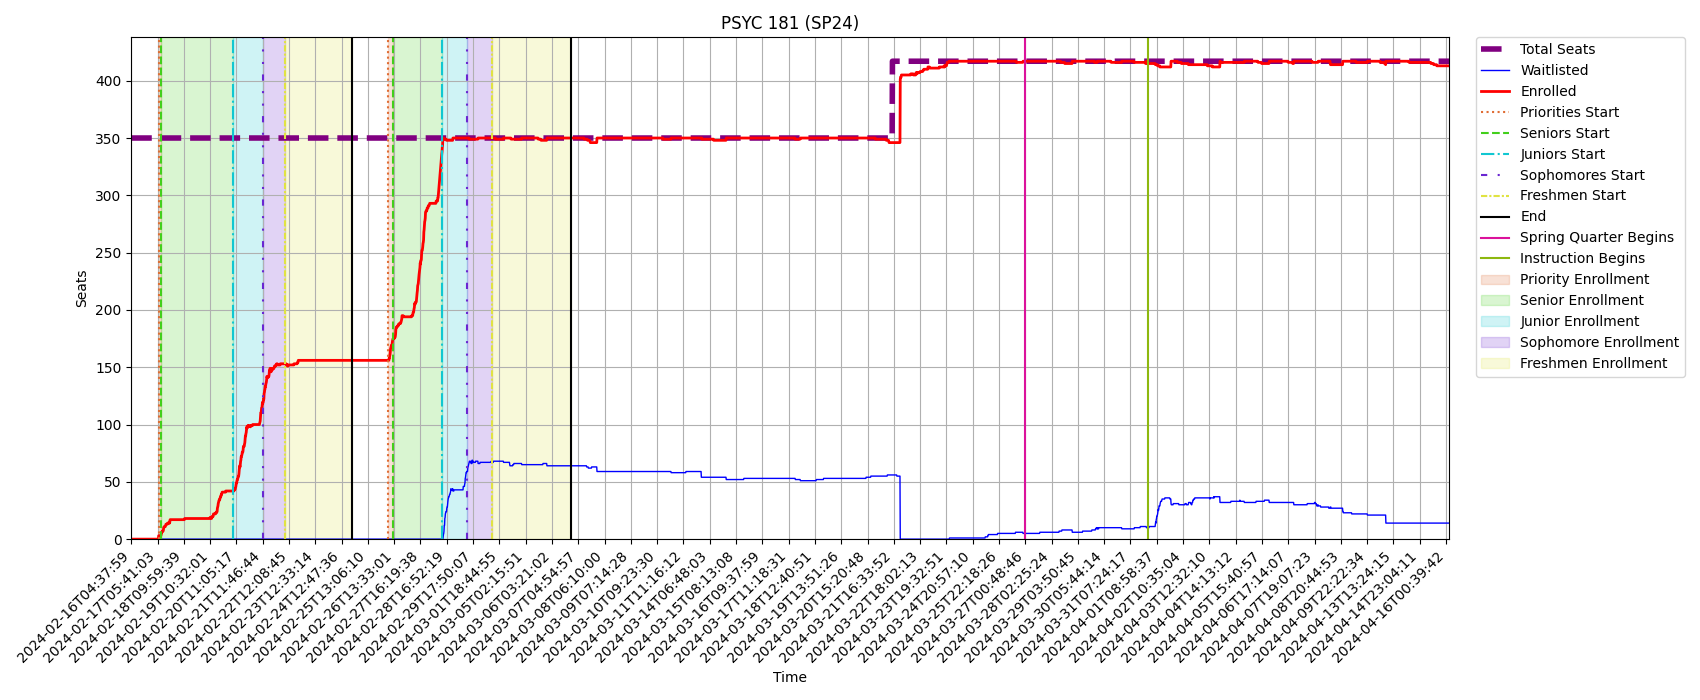 PSYC 181 (SP24)
Seats
400
350
300
250
200
150
100
50
0
2024-02-16T04:37:59
2024-02-17T05:41:03
2024-02-18T09:59:39
2024-02-19T10:32:01
2024-02-20T11:05:17
2024-02-21T11:46:44
2024-02-22T12:08:45
2024-02-23T12:33:14
2024-02-24T12:47:36
2024-02-25T13:06:10
2024-02-26T13:33:01
2024-02-27T16:19:38
2024-02-28T16:52:19
2024-02-29T17:50:07
2024-03-01T18:44:55
2024-03-05T02:15:51
2024-03-06T03:21:02
2024-03-07T04:54:57
2024-03-08T06:10:00
2024-03-09T07:14:28
2024-03-10T09:23:30
2024-03-11T11:16:12
2024-03-14T06:48:03
2024-03-15T08:13:08
2024-03-16T09:37:59
2024-03-17T11:18:31
2024-03-18T12:40:51
2024-03-19T13:51:26
2024-03-20T15:20:48
2024-03-21T16:33:52
2024-03-22T18:02:13
2024-03-23T19:32:51
2024-03-24T20:57:10
2024-03-25T22:18:26
2024-03-27T00:48:46
2024-03-28T02:25:24
2024-03-29T03:50:45
2024-03-30T05:44:14
2024-03-31T07:24:17
2024-04-01T08:58:37
2024-04-02T10:35:04
2024-04-03T12:32:10
2024-04-04T14:13:12
2024-04-05T15:40:57
2024-04-06T17:14:07
2024-04-07T19:07:23
2024-04-08T20:44:53
2024-04-09T22:22:34
2024-04-13T13:24:15
2024-04-14T23:04:11
2024-04-16T00:39:42
Time
Total Seats
Waitlisted
Enrolled
Priorities Start
Seniors Start
Juniors Start
Sophomores Start
Freshmen Start
End
Spring Quarter Begins
Instruction Begins
Priority Enrollment
Senior Enrollment
Junior Enrollment
Sophomore Enrollment
Freshmen Enrollment